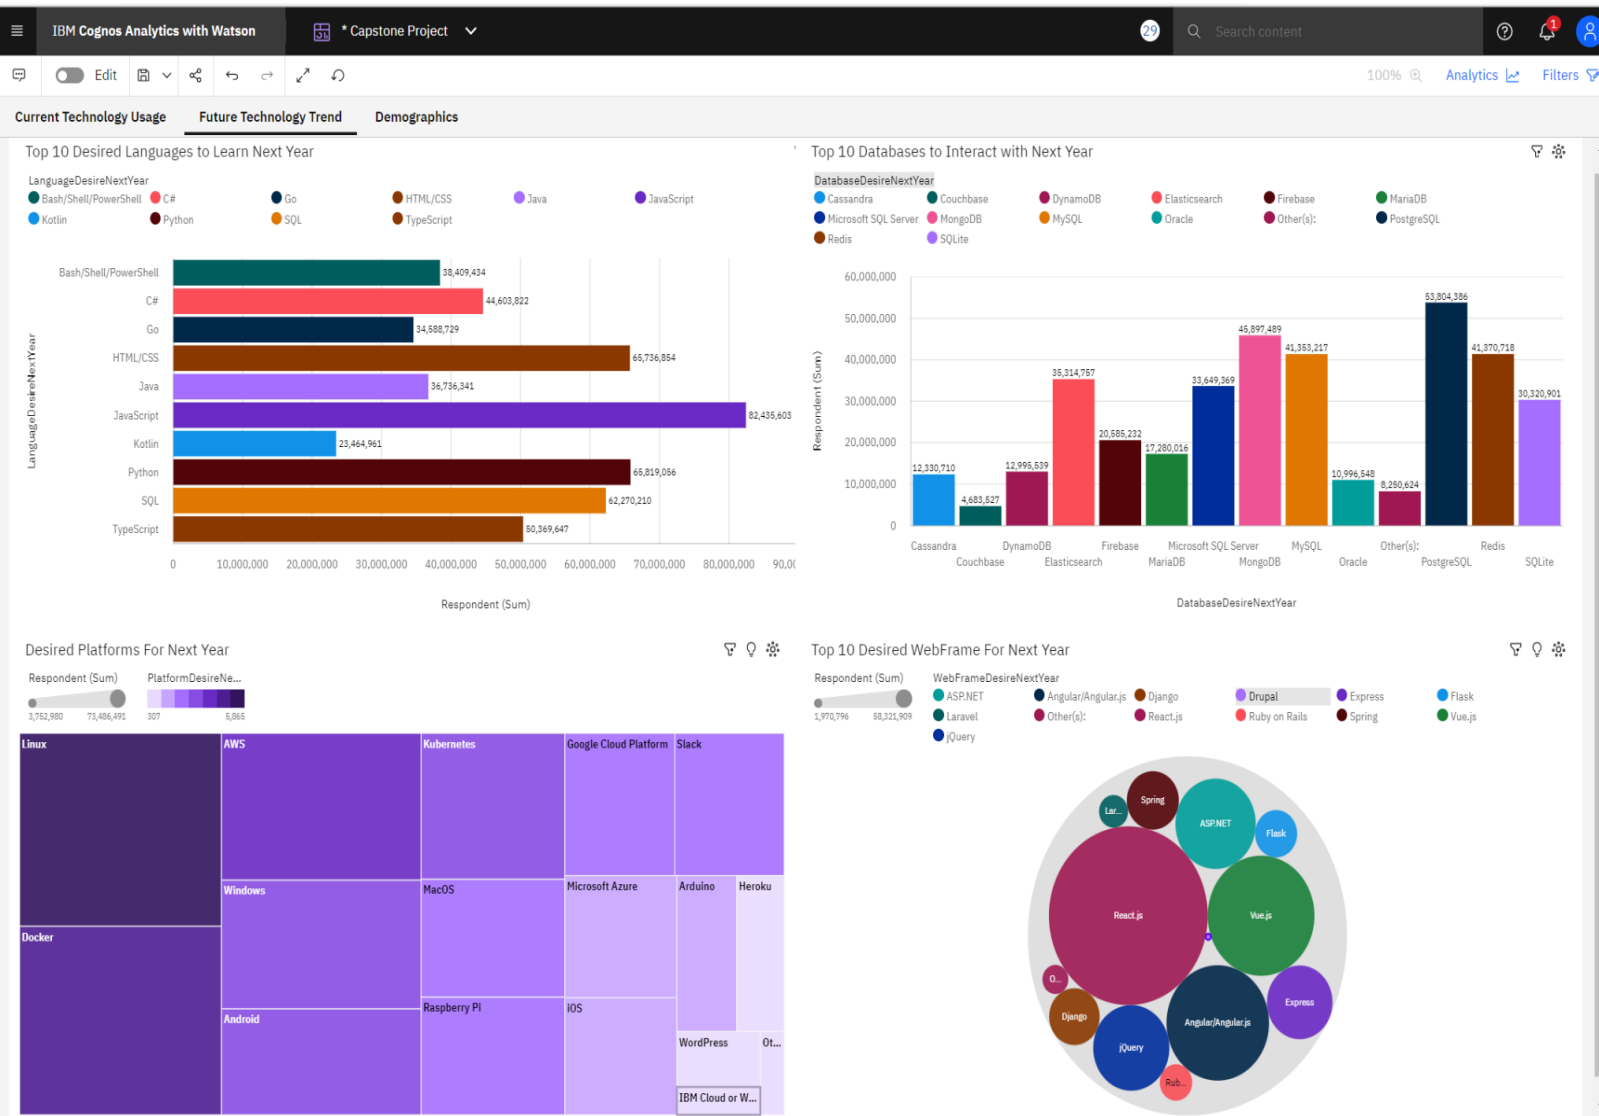 IBM Cognos Analytics with Watson
* Capstone Project
29
Search content
1
Edit
100%
Analytics
Filters
Current Technology Usage
Future Technology Trend
Demographics
Top 10 Desired Languages to Learn Next Year
LanguageDesireNextYear
Bash/Shell/PowerShell C# Go HTML/CSS Java JavaScript
Kotlin Python SQL TypeScript
LanguageDesireNextYear
Bash/Shell/PowerShell 38,409,434
C# 44,603,822
Go 34,588,729
HTML/CSS 65,736,854
Java 36,736,341
JavaScript 82,435,603
Kotlin 23,464,961
Python 65,819,056
SQL 62,270,210
TypeScript 50,369,647
0 10,000,000 20,000,000 30,000,000 40,000,000 50,000,000 60,000,000 70,000,000 80,000,000 90,0
Respondent (Sum)
Top 10 Databases to Interact with Next Year
DatabaseDesireNextYear
Cassandra Couchbase DynamoDB Elasticsearch Firebase MariaDB
Microsoft SQL Server MongoDB MySQL Oracle Other(s): PostgreSQL
Redis SQLite
Respondent (Sum)
60,000,000
50,000,000
40,000,000
30,000,000
20,000,000
10,000,000
0
12,330,710
4,683,527
12,995,539
35,314,757
20,585,232
17,280,016
33,649,369
45,897,489
41,353,217
10,996,548
8,250,624
53,804,386
41,370,718
30,320,901
Cassandra DynamoDB Firebase Microsoft SQL Server MySQL Other(s): Redis
Couchbase Elasticsearch MariaDB MongoDB Oracle PostgreSQL SQLite
DatabaseDesireNextYear
Desired Platforms For Next Year
Respondent (Sum) PlatformDesireNe...
3,752,980 73,486,491 307 5,865
Linux
AWS
Kubernetes
Google Cloud Platform
Slack
Windows
MacOS
Microsoft Azure
Arduino
Heroku
Docker
Android
Raspberry Pi
iOS
WordPress
Ot...
IBM Cloud or W...
Top 10 Desired WebFrame For Next Year
Respondent (Sum) WebFrameDesireNextYear
1,970,796 58,321,909
ASP.NET Angular/Angular.js Django Drupal Express Flask
Laravel Other(s): React.js Ruby on Rails Spring Vue.js
jQuery
Spring
Lar...
ASP.NET
Flask
React.js
Vue.js
O...
Express
Django
Angular/Angular.js
jQuery
Rub...